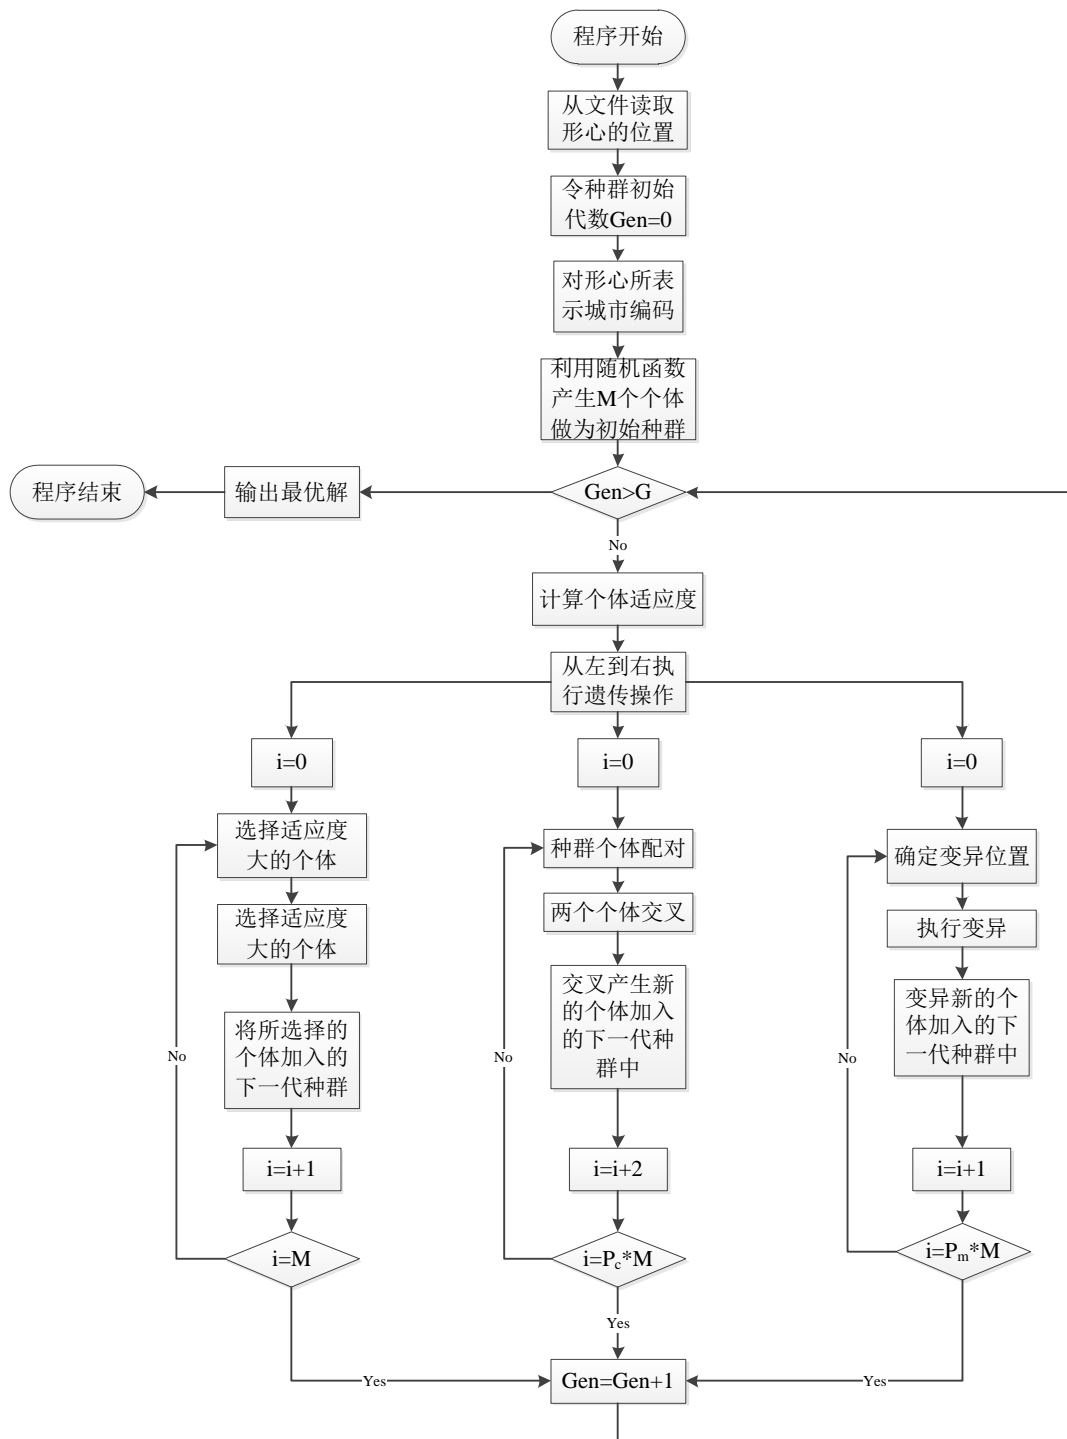 程序开始
从文件读取
形心的位置
令种群初始
代数Gen=0
对形心所表
示城市编码
利用随机函数
产生M个个体
做为初始种群
程序结束
输出最优解
Gen>G
No
计算个体适应度
从左到右执
行遗传操作
i=0
选择适应度
大的个体
选择适应度
大的个体
将所选择的
个体加入的
下一代种群
No
i=i+1
i=M
Yes
i=0
种群个体配对
两个个体交叉
交叉产生新
的个体加入
的下一代种
群中
No
i=i+2
i=Pc*M
Yes
i=0
确定变异位置
执行变异
变异新的个
体加入的下
一代种群中
No
i=i+1
i=Pm*M
Yes
Gen=Gen+1